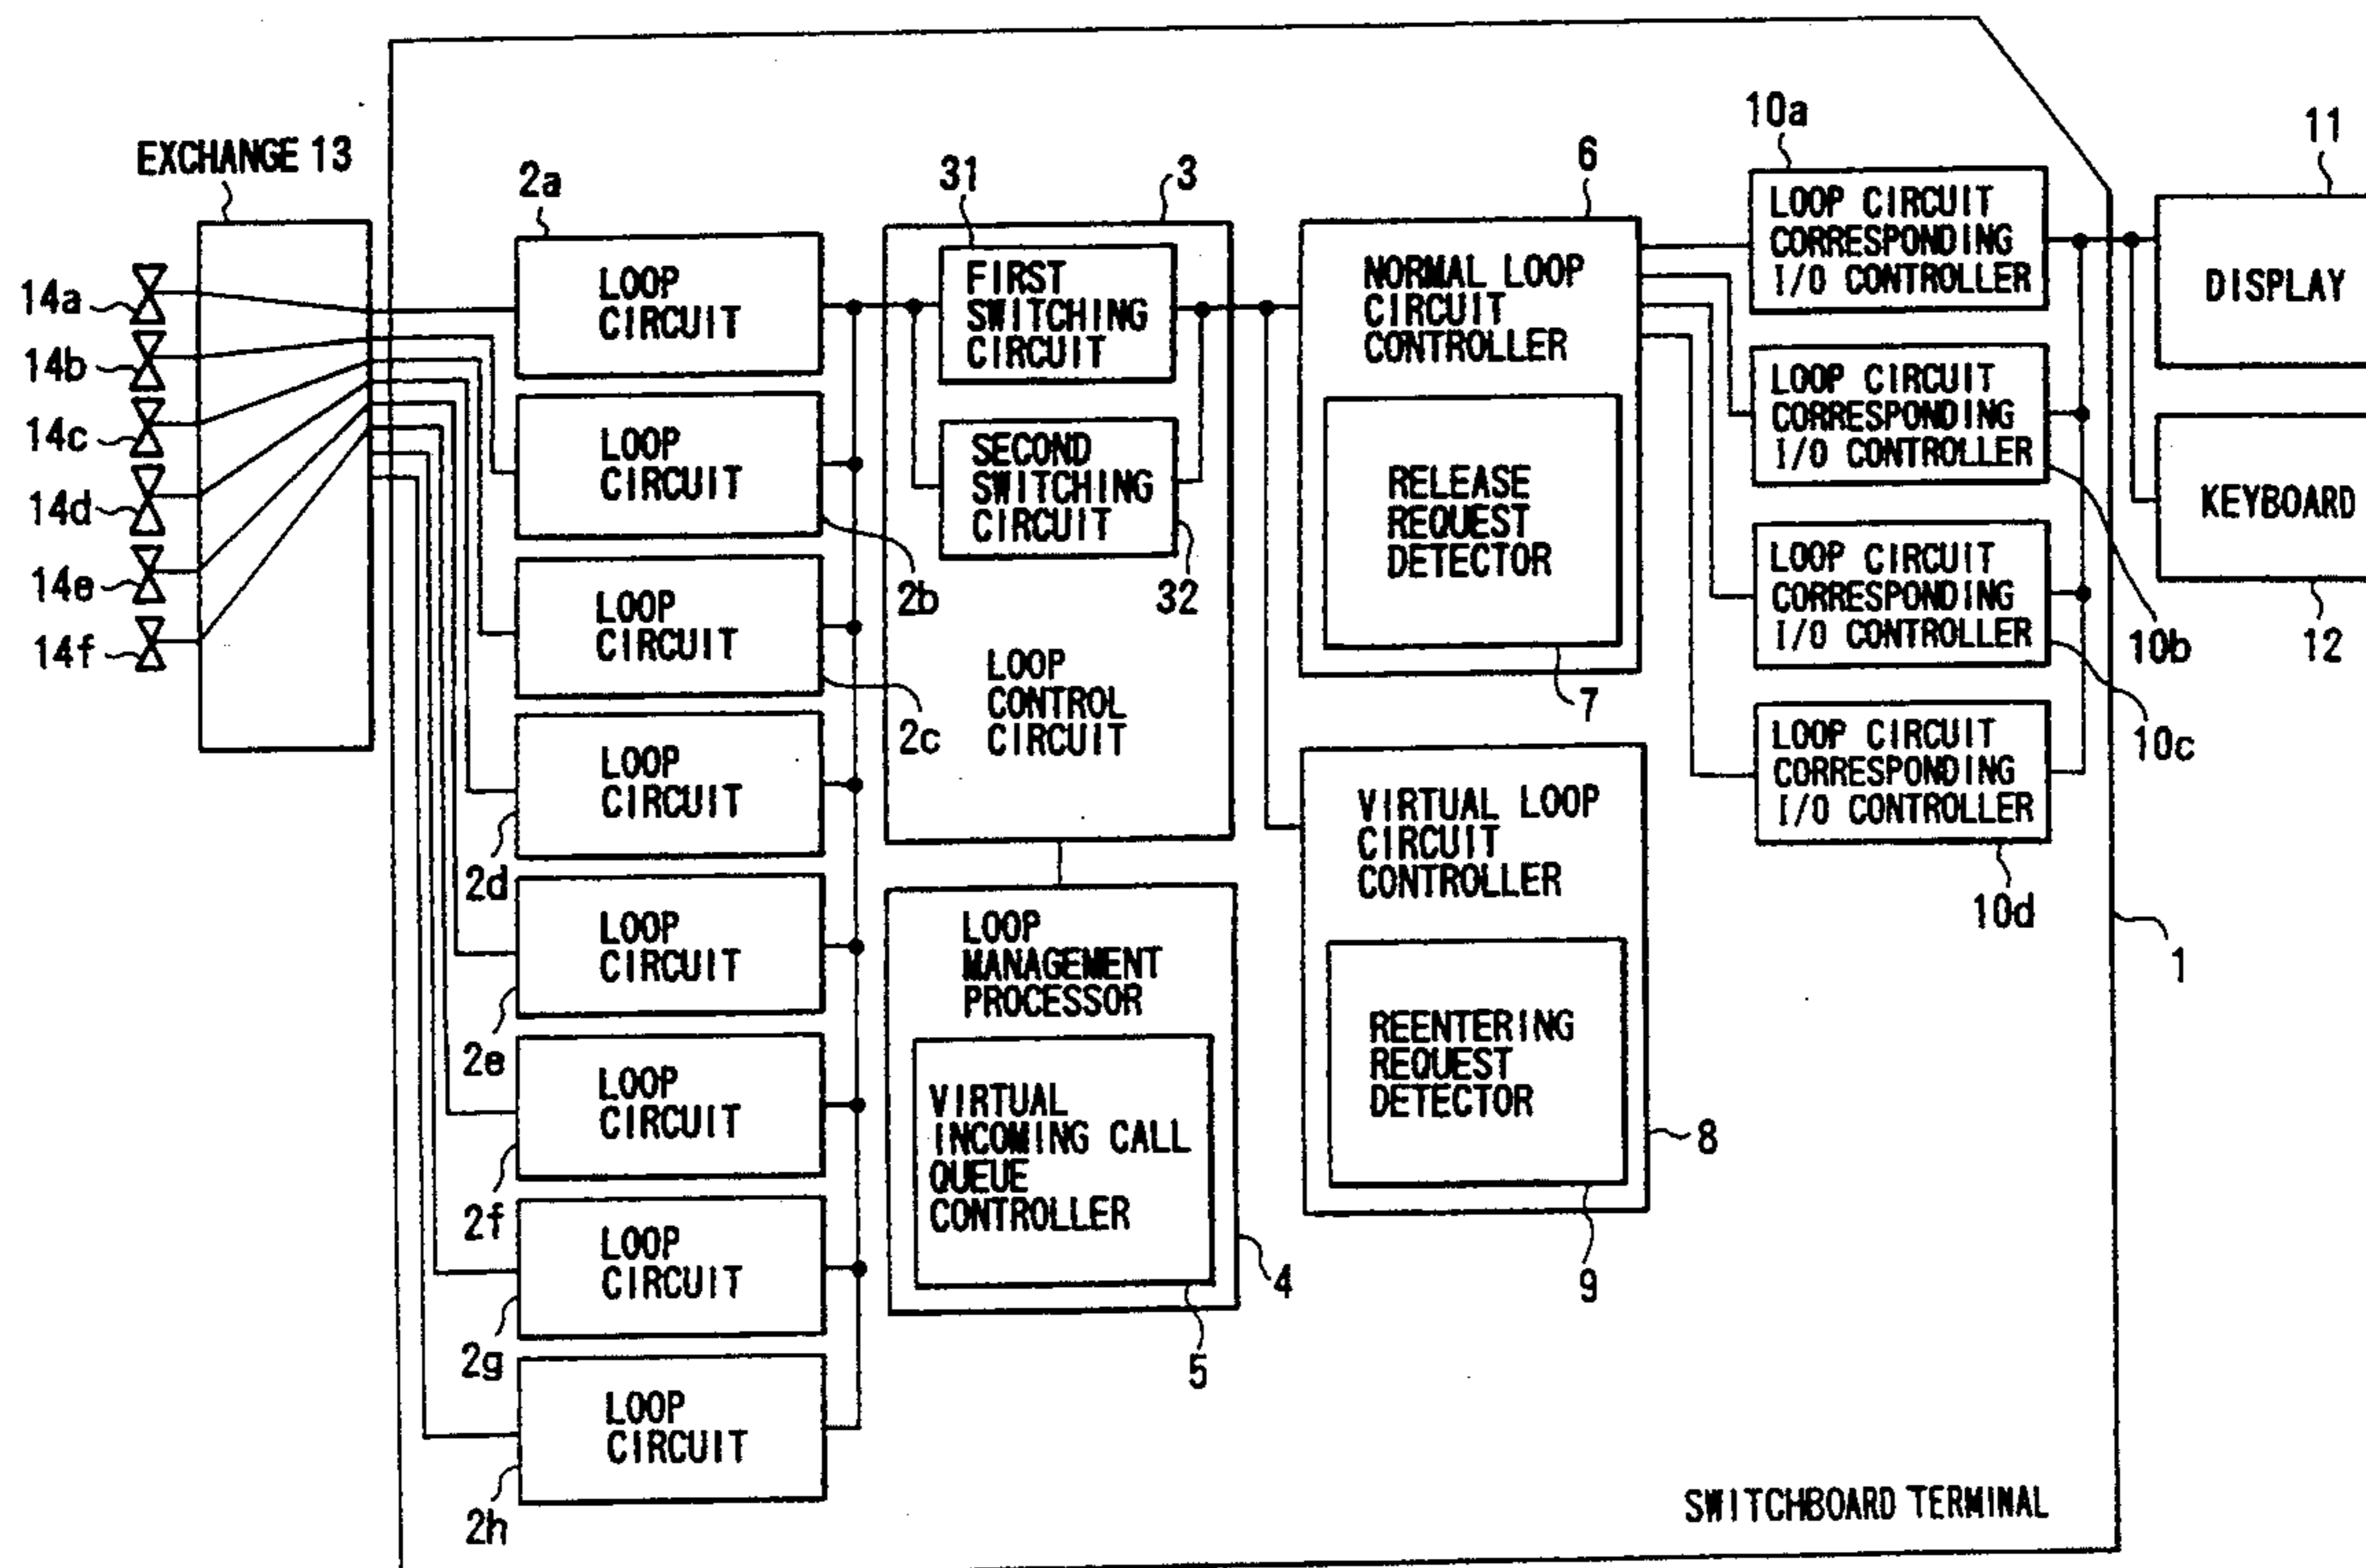 EXCHANGE 13
14a
14b
14c
14d
14e
14f
2a
LOOP
CIRCUIT
LOOP
CIRCUIT
2b
LOOP
CIRCUIT
2c
LOOP
CIRCUIT
2d
LOOP
CIRCUIT
2e
LOOP
CIRCUIT
2f
LOOP
CIRCUIT
2g
LOOP
CIRCUIT
2h
3
31
FIRST
SWITCHING
CIRCUIT
SECOND
SWITCHING
CIRCUIT
32
LOOP
CONTROL
CIRCUIT
LOOP
MANAGEMENT
PROCESSOR
VIRTUAL
INCOMING CALL
QUEUE
CONTROLLER
4
5
6
NORMAL LOOP
CIRCUIT
CONTROLLER
RELEASE
REQUEST
DETECTOR
7
VIRTUAL LOOP
CIRCUIT
CONTROLLER
REENTERING
REQUEST
DETECTOR
8
9
10a
LOOP CIRCUIT
CORRESPONDING
I/O CONTROLLER
LOOP CIRCUIT
CORRESPONDING
I/O CONTROLLER
10b
LOOP CIRCUIT
CORRESPONDING
I/O CONTROLLER
10c
LOOP CIRCUIT
CORRESPONDING
I/O CONTROLLER
10d
11
DISPLAY
KEYBOARD
12
1
SWITCHBOARD TERMINAL